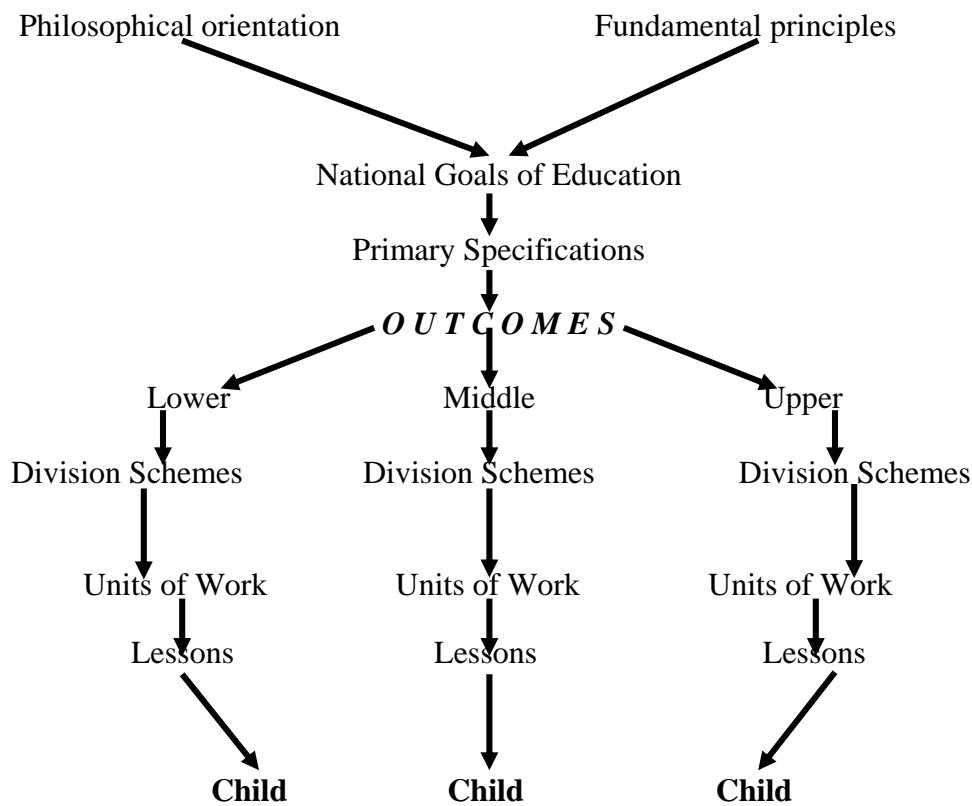 Philosophical orientation Fundamental principles
National Goals of Education
Primary Specifications
O U T C O M E S
Lower Middle Upper
Division Schemes Division Schemes Division Schemes
Units of Work Units of Work Units of Work
Lessons Lessons Lessons
Child Child Child